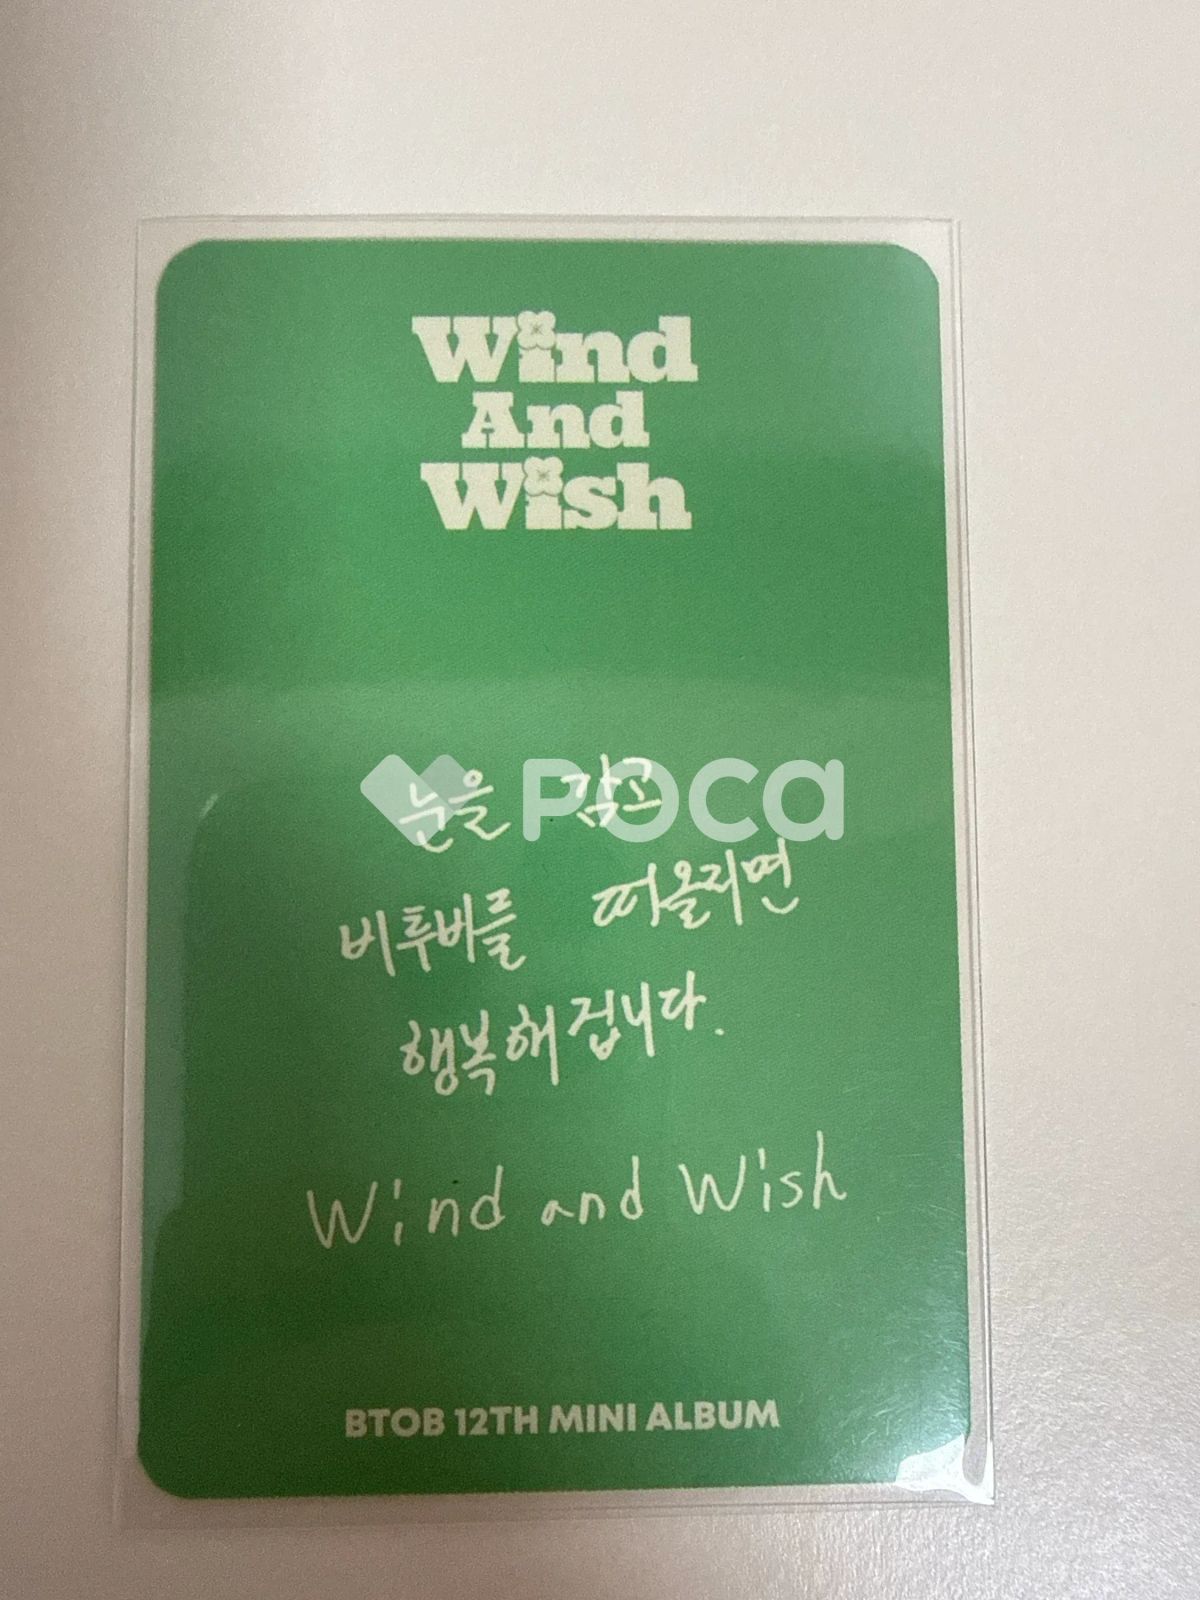 Wind
And
Wish
poca
눈을 감고
비투비를 떠올리면
행복해집니다.
Wind and Wish
BTOB 12TH MINI ALBUM